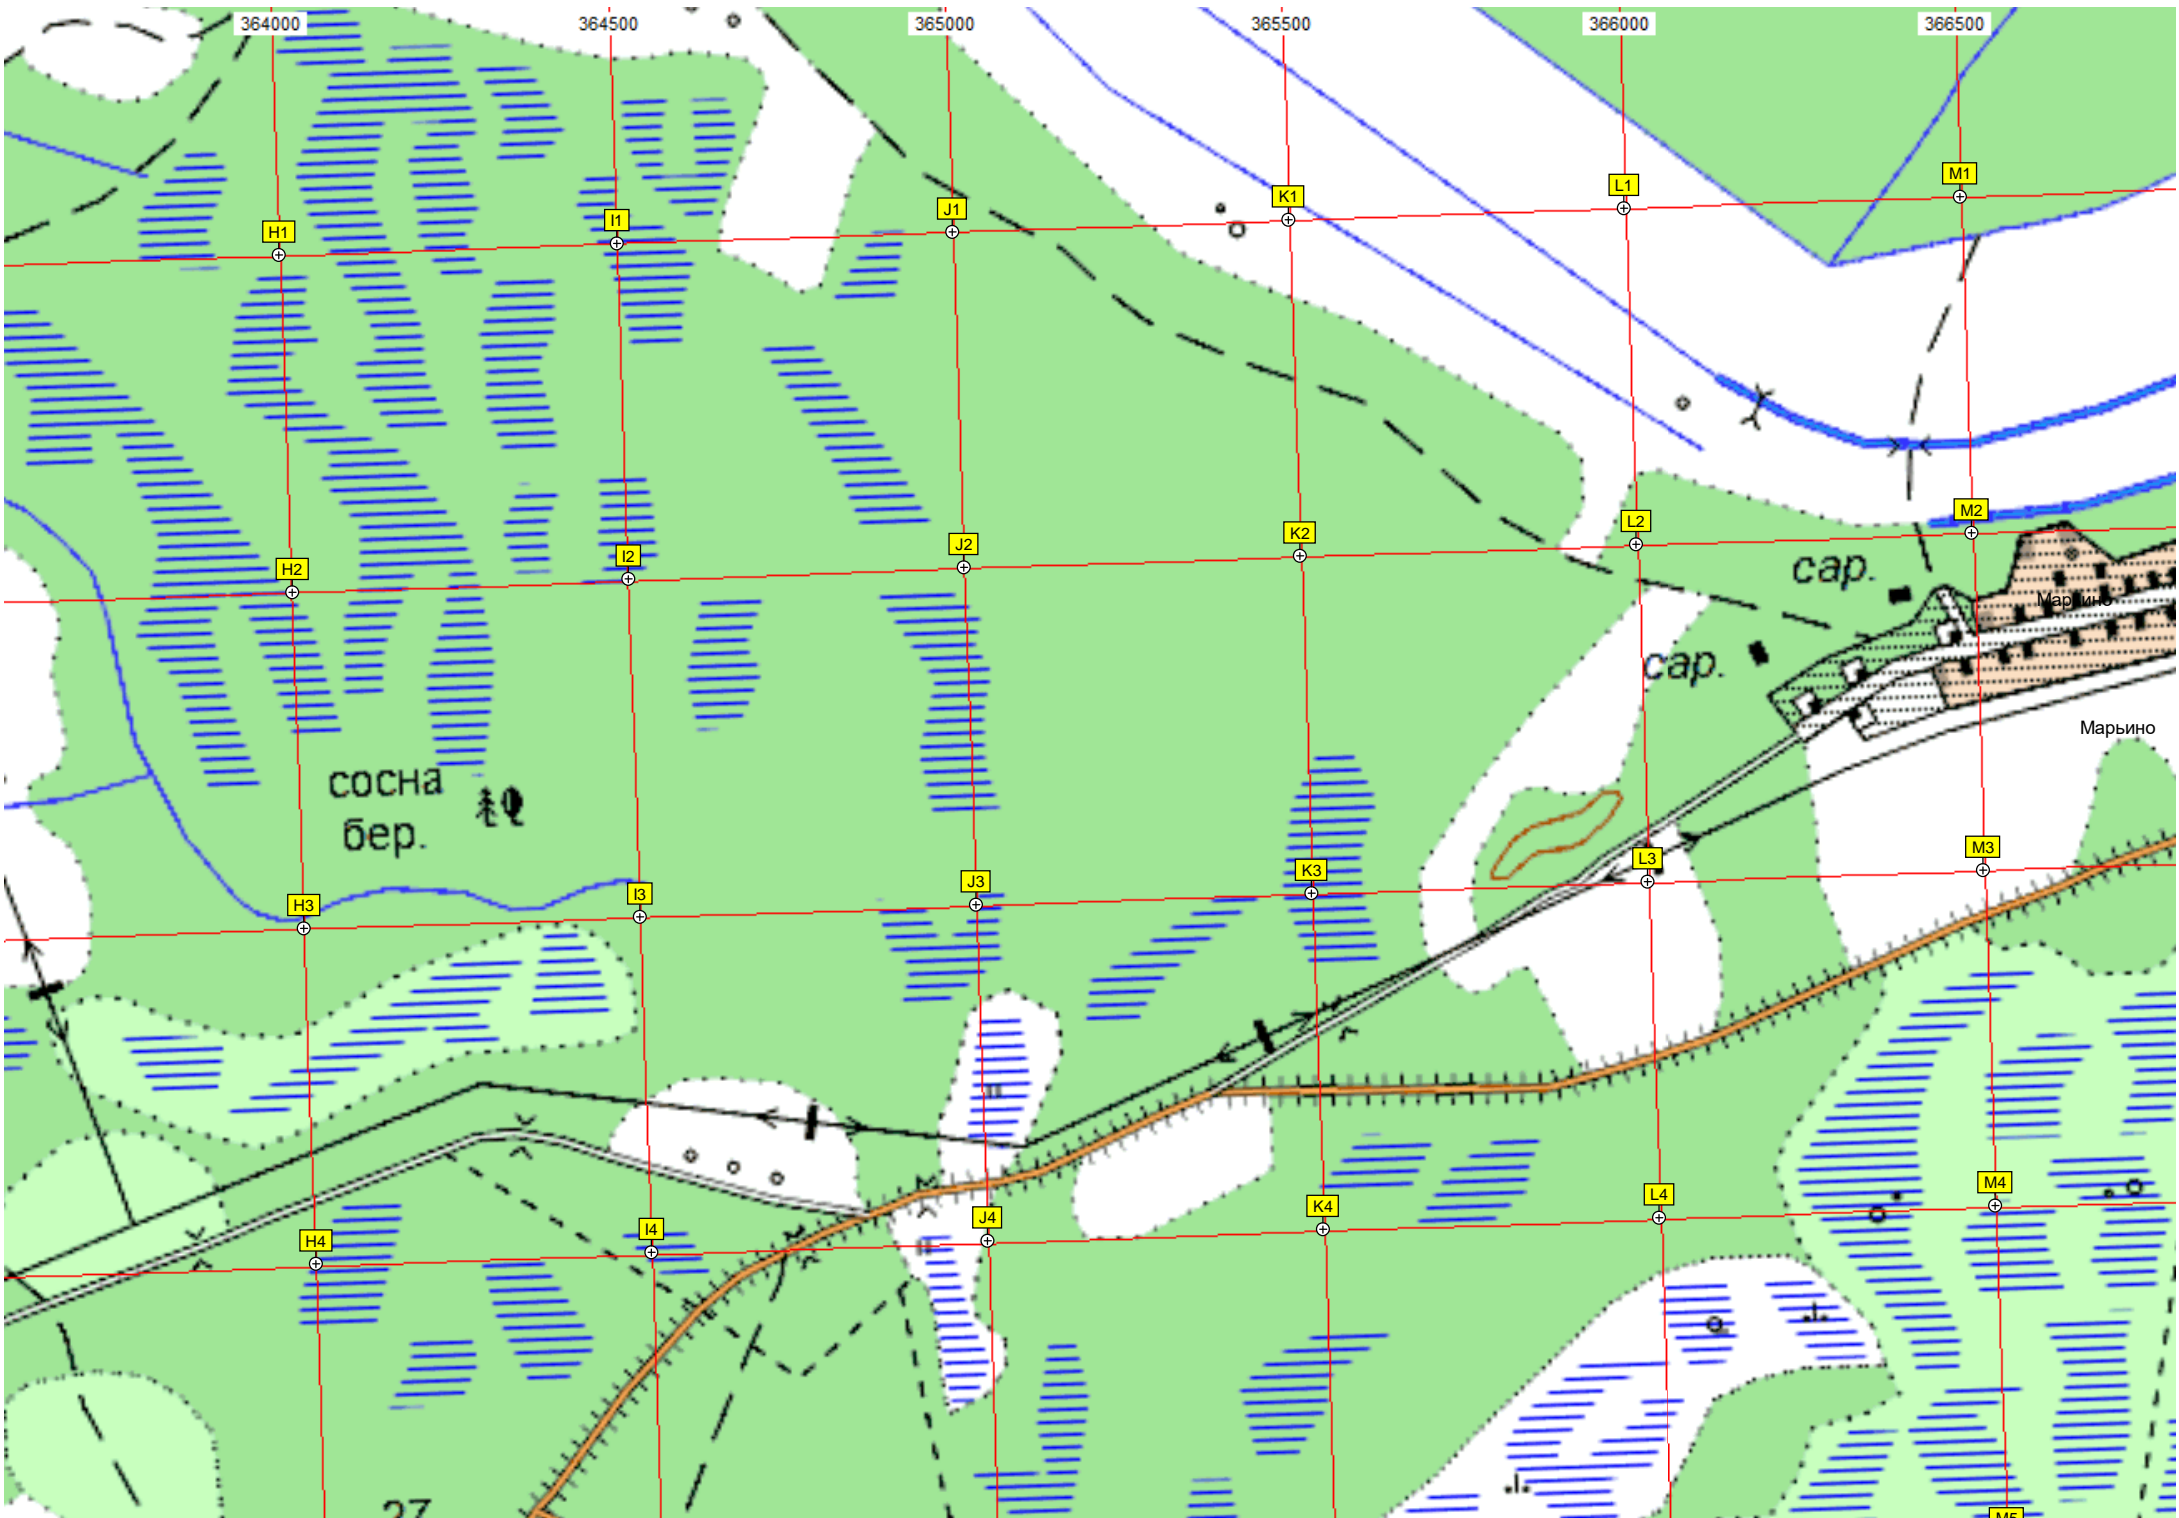 364000 364500 365000 365500 366000 366500
M1
L1
K1
J1
I1
H1
M2
L2
K2
J2
I2
H2
сар.
Марьино
сар.
Марьино
сосна
бер.
M3
L3
K3
J3
I3
H3
M4
L4
K4
J4
I4
H4
27
M5